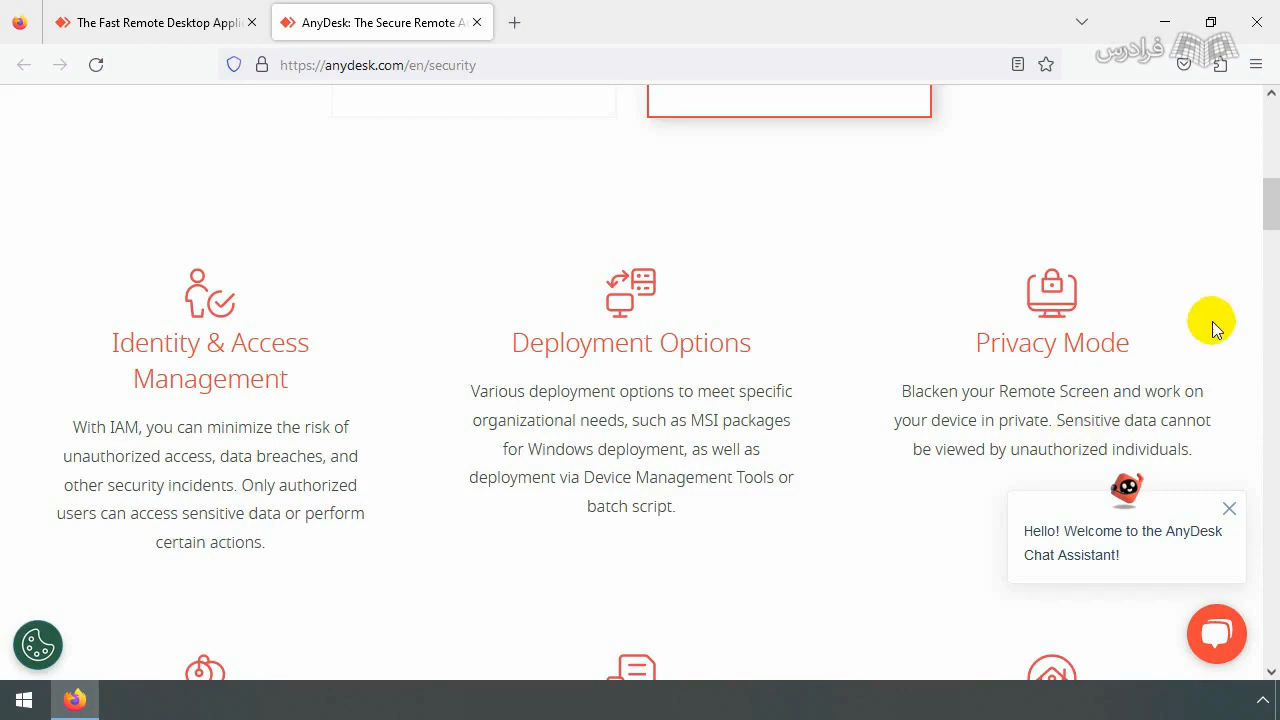 The Fast Remote Desktop Appli
AnyDesk: The Secure Remote A
فرادرس
https://anydesk.com/en/security
Identity & Access
Management
With IAM, you can minimize the risk of
unauthorized access, data breaches, and
other security incidents. Only authorized
users can access sensitive data or perform
certain actions.
Deployment Options
Various deployment options to meet specific
organizational needs, such as MSI packages
for Windows deployment, as well as
deployment via Device Management Tools or
batch script.
Privacy Mode
Blacken your Remote Screen and work on
your device in private. Sensitive data cannot
be viewed by unauthorized individuals.
Hello! Welcome to the AnyDesk
Chat Assistant!